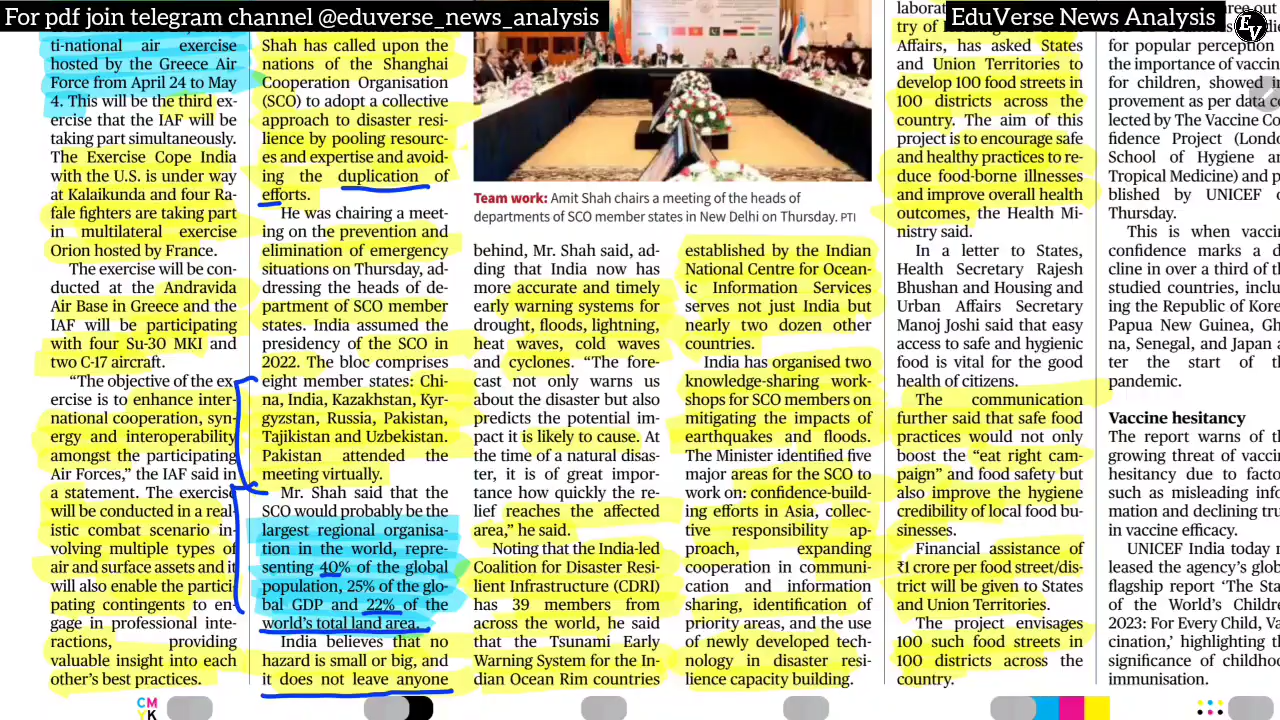 For pdf join telegram channel @eduverse_news_analysis
EduVerse News Analysis
EV
ti-national air exercise
hosted by the Greece Air
Force from April 24 to May
4. This will be the third ex-
ercise that the IAF will be
taking part simultaneously.
The Exercise Cope India
with the U.S. is under way
at Kalaikunda and four Ra-
fale fighters are taking part
in multilateral exercise
Orion hosted by France.
The exercise will be con-
ducted at the Andravida
Air Base in Greece and the
IAF will be participating
with four Su-30 MKI and
two C-17 aircraft.
“The objective of the ex-
ercise is to enhance inter-
national cooperation, syn-
ergy and interoperability
amongst the participating
Air Forces,” the IAF said in
a statement. The exercise
will be conducted in a real-
istic combat scenario in-
volving multiple types of
air and surface assets and it
will also enable the partici-
pating contingents to en-
gage in professional inte-
ractions, providing
valuable insight into each
other’s best practices.
Shah has called upon the
nations of the Shanghai
Cooperation Organisation
(SCO) to adopt a collective
approach to disaster resi-
lience by pooling resourc-
es and expertise and avoid-
ing the duplication of
efforts.
He was chairing a meet-
ing on the prevention and
elimination of emergency
situations on Thursday, ad-
dressing the heads of de-
partment of SCO member
states. India assumed the
presidency of the SCO in
2022. The bloc comprises
eight member states: Chi-
na, India, Kazakhstan, Kyr-
gyzstan, Russia, Pakistan,
Tajikistan and Uzbekistan.
Pakistan attended the
meeting virtually.
Mr. Shah said that the
SCO would probably be the
largest regional organisa-
tion in the world, repre-
senting 40% of the global
population, 25% of the glo-
bal GDP and 22% of the
world’s total land area.
India believes that no
hazard is small or big, and
it does not leave anyone
Team work: Amit Shah chairs a meeting of the heads of
departments of SCO member states in New Delhi on Thursday. PTI
behind, Mr. Shah said, ad-
ding that India now has
more accurate and timely
early warning systems for
drought, floods, lightning,
heat waves, cold waves
and cyclones. “The fore-
cast not only warns us
about the disaster but also
predicts the potential im-
pact it is likely to cause. At
the time of a natural disas-
ter, it is of great impor-
tance how quickly the re-
lief reaches the affected
area,” he said.
Noting that the India-led
Coalition for Disaster Resi-
lient Infrastructure (CDRI)
has 39 members from
across the world, he said
that the Tsunami Early
Warning System for the In-
dian Ocean Rim countries
established by the Indian
National Centre for Ocean-
ic Information Services
serves not just India but
nearly two dozen other
countries.
India has organised two
knowledge-sharing work-
shops for SCO members on
mitigating the impacts of
earthquakes and floods.
The Minister identified five
major areas for the SCO to
work on: confidence-build-
ing efforts in Asia, collec-
tive responsibility ap-
proach, expanding
cooperation in communi-
cation and information
sharing, identification of
priority areas, and the use
of newly developed tech-
nology in disaster resi-
lience capacity building.
Affairs, has asked States
and Union Territories to
develop 100 food streets in
100 districts across the
country. The aim of this
project is to encourage safe
and healthy practices to re-
duce food-borne illnesses
and improve overall health
outcomes, the Health Mi-
nistry said.
In a letter to States,
Health Secretary Rajesh
Bhushan and Housing and
Urban Affairs Secretary
Manoj Joshi said that easy
access to safe and hygienic
food is vital for the good
health of citizens.
The communication
further said that safe food
practices would not only
boost the “eat right cam-
paign” and food safety but
also improve the hygiene
credibility of local food bu-
sinesses.
Financial assistance of
₹1 crore per food street/dis-
trict will be given to States
and Union Territories.
The project envisages
100 such food streets in
100 districts across the
country.
for popular perception
the importance of vaccin
for children, showed i
provement as per data c
lected by The Vaccine Co
fidence Project (Londo
School of Hygiene an
Tropical Medicine) and p
blished by UNICEF o
Thursday.
This is when vacci
confidence marks a d
cline in over a third of t
studied countries, inclu
ing the Republic of Kore
Papua New Guinea, Gh
na, Senegal, and Japan a
ter the start of t
pandemic.
Vaccine hesitancy
The report warns of th
growing threat of vacci
hesitancy due to facto
such as misleading info
mation and declining tru
in vaccine efficacy.
UNICEF India today r
leased the agency’s glob
flagship report ‘The Sta
of the World’s Childre
2023: For Every Child, Va
cination,’ highlighting t
significance of childhoo
immunisation.
CM
YK